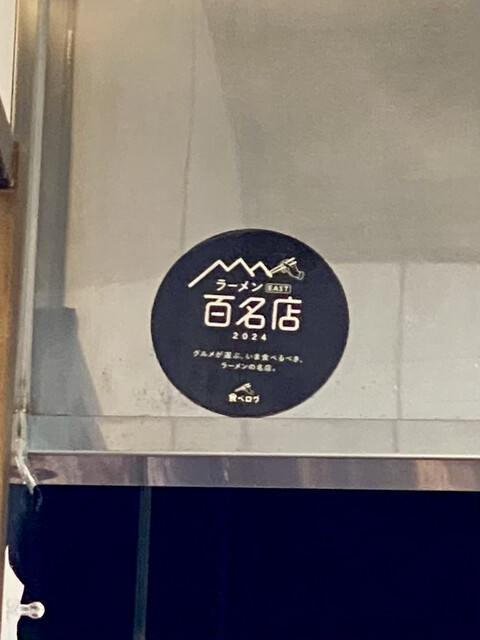 ラーメン EAST
百名店
2024
グルメが選ぶ、いま食べるべき、
ラーメンの名店。
食べログ